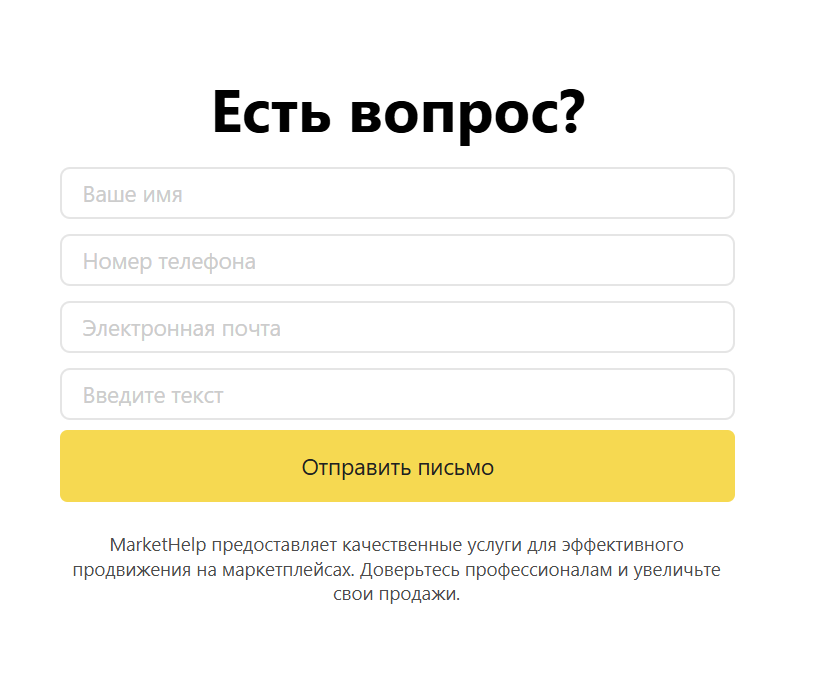 Есть вопрос?
Ваше имя
Номер телефона
Электронная почта
Введите текст
Отправить письмо
MarketHelp предоставляет качественные услуги для эффективного
продвижения на маркетплейсах. Доверьтесь профессионалам и увеличьте
свои продажи.